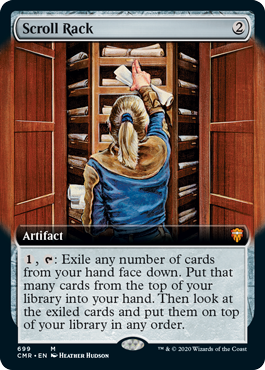 Scroll Rack 2
Artifact
1, : Exile any number of cards
from your hand face down. Put that
many cards from the top of your
library into your hand. Then look at
the exiled cards and put them on top
of your library in any order.
699 M
CMR • EN Heather Hudson ™ & © 2020 Wizards of the Coast